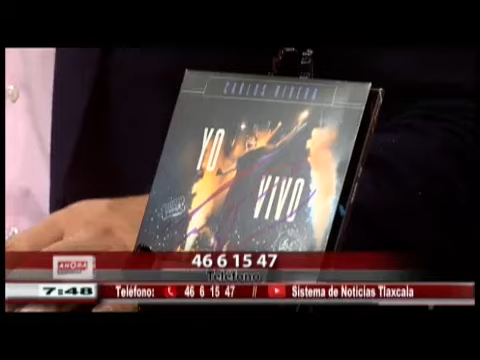 CARLOS RIVERA
YO
VIVO
46 6 15 47
Teléfono
AHORA
7:48
Teléfono: 46 6 15 47 // Sistema de Noticias Tlaxcala